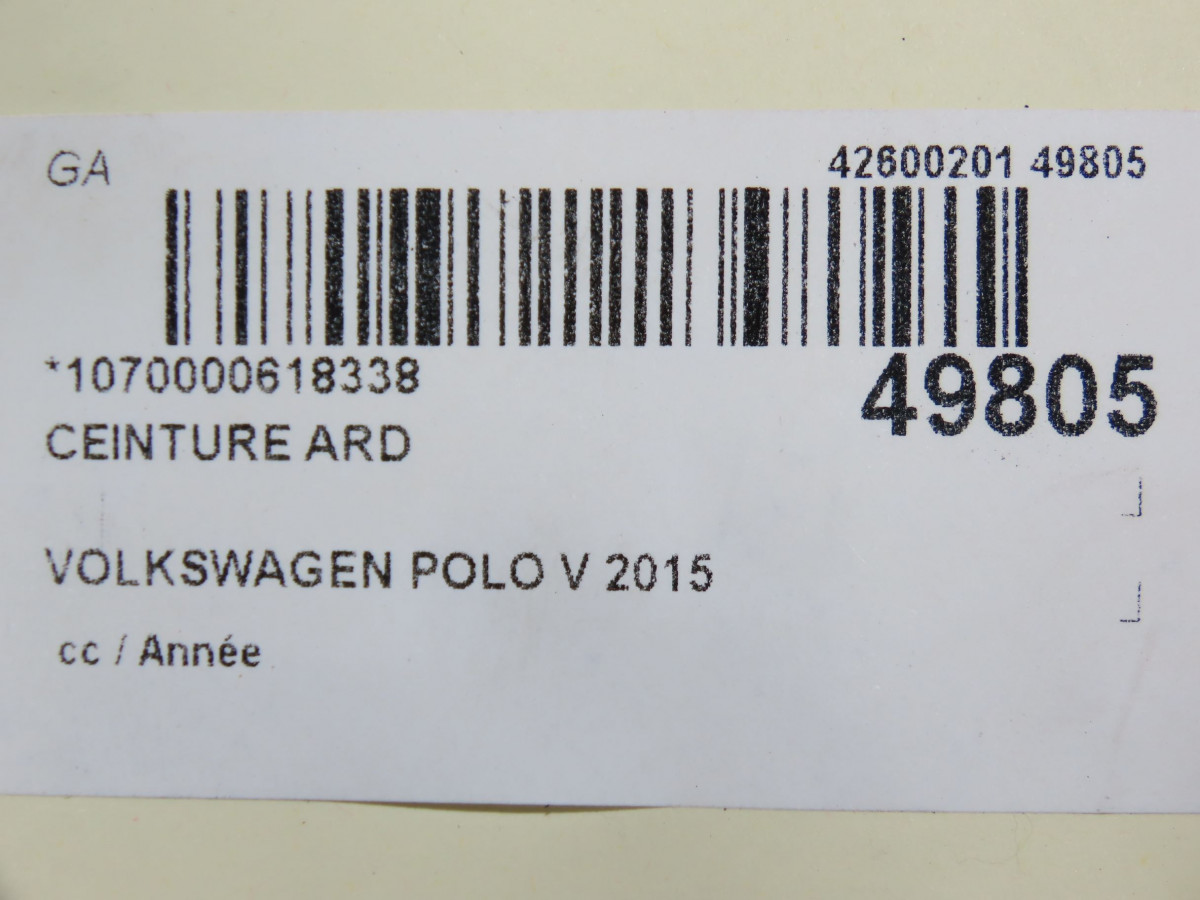 GA
42600201 49805
*1070000618338
49805
CEINTURE ARD
VOLKSWAGEN POLO V 2015
cc / Année